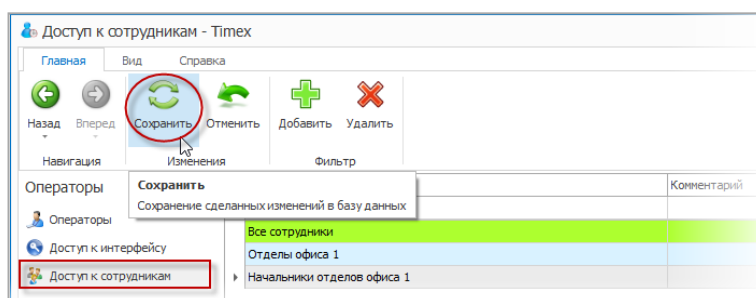 Доступ к сотрудникам - Timex
Главная Вид Справка
Назад Вперед Сохранить Отменить Добавить Удалить
Навигация Изменения Фильтр
Операторы
Сохранить
Сохранение сделанных изменений в базу данных
Комментарий
Операторы
Все сотрудники
Доступ к интерфейсу
Отделы офиса 1
Доступ к сотрудникам
Начальники отделов офиса 1